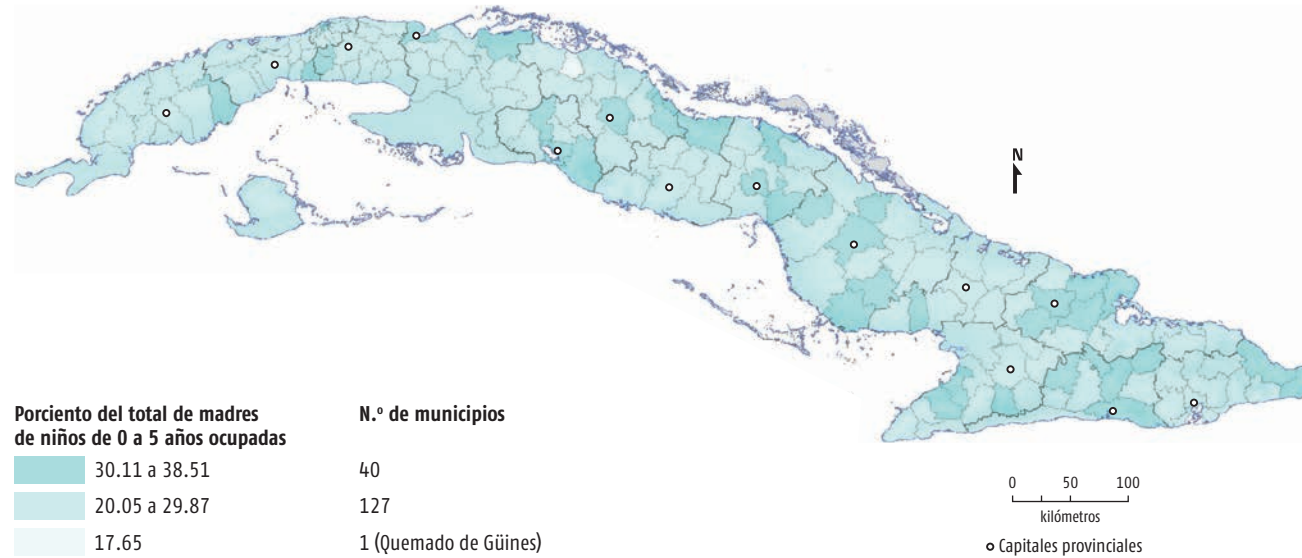 N
Porciento del total de madres
de niños de 0 a 5 años ocupadas
N.º de municipios
30.11 a 38.51
40
20.05 a 29.87
127
17.65
1 (Quemado de Güines)
0 50 100
kilómetros
Capitales provinciales